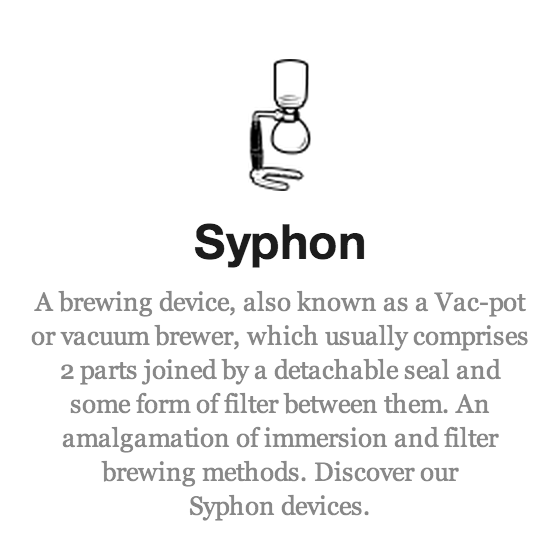 Syphon
A brewing device, also known as a Vac-pot
or vacuum brewer, which usually comprises
2 parts joined by a detachable seal and
some form of filter between them. An
amalgamation of immersion and filter
brewing methods. Discover our
Syphon devices.